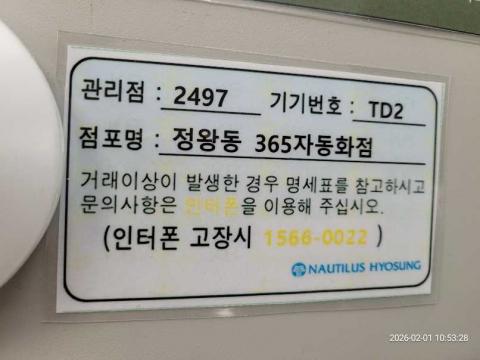 관리점 : 2497 기기번호 : TD2
점포명 : 정왕동 365자동화점
거래이상이 발생한 경우 명세표를 참고하시고
문의사항은 인터폰을 이용해 주십시오.
(인터폰 고장시 1566-0022 )
NAUTILUS HYOSUNG
2026-02-01 10:53:28